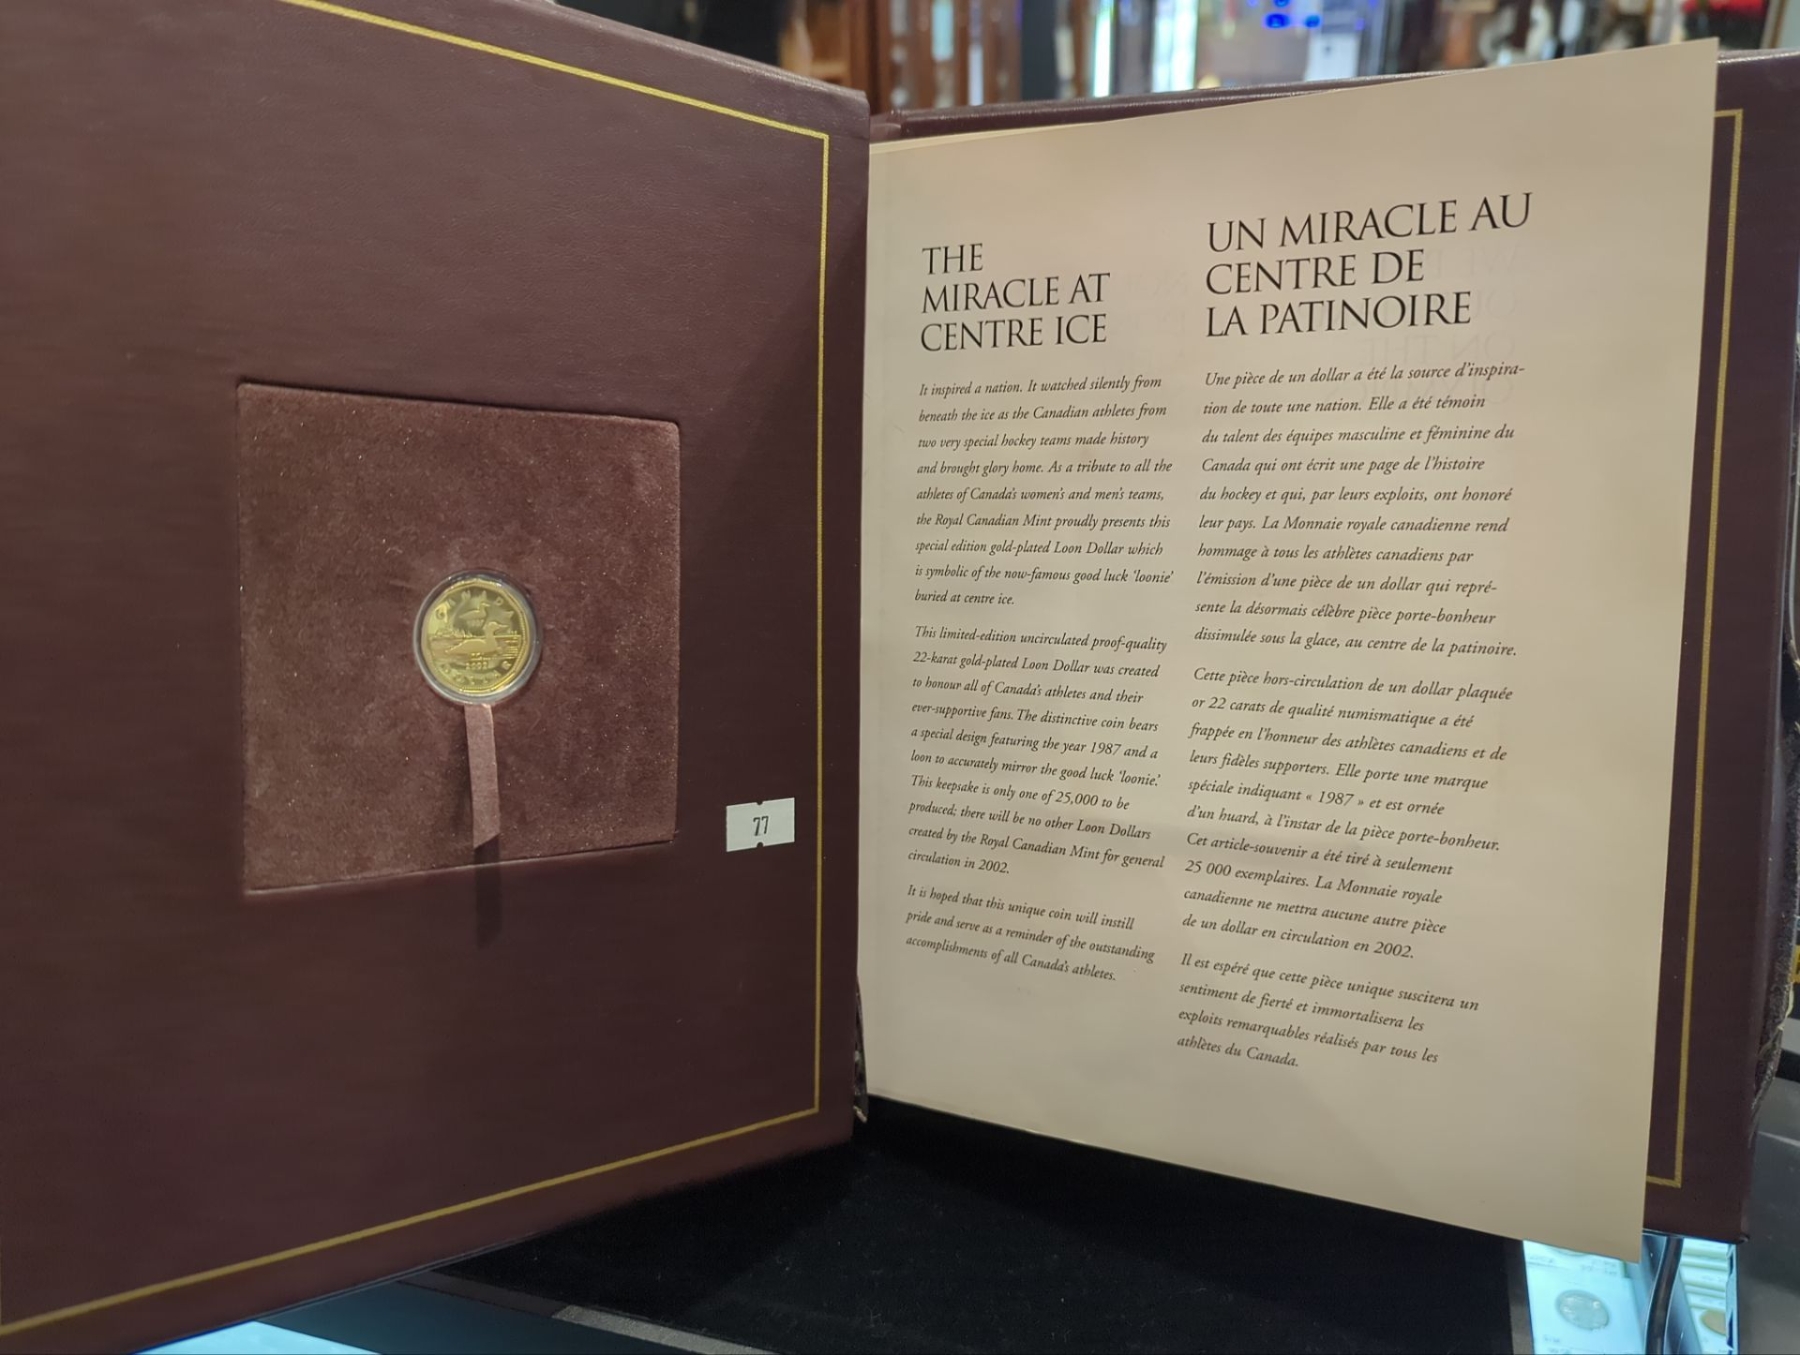 CANADA
1987
2002
77
THE
MIRACLE AT
CENTRE ICE
It inspired a nation. It watched silently from
beneath the ice as the Canadian athletes from
two very special hockey teams made history
and brought glory home. As a tribute to all the
athletes of Canada's women's and men's teams,
the Royal Canadian Mint proudly presents this
special edition gold-plated Loon Dollar which
is symbolic of the now-famous good luck 'loonie'
buried at centre ice.
This limited-edition uncirculated proof-quality
22-karat gold-plated Loon Dollar was created
to honour all of Canada's athletes and their
ever-supportive fans. The distinctive coin bears
a special design featuring the year 1987 and a
loon to accurately mirror the good luck 'loonie.'
This keepsake is only one of 25,000 to be
produced; there will be no other Loon Dollars
created by the Royal Canadian Mint for general
circulation in 2002.
It is hoped that this unique coin will instill
pride and serve as a reminder of the outstanding
accomplishments of all Canada's athletes.
UN MIRACLE AU
CENTRE DE
LA PATINOIRE
Une pièce de un dollar a été la source d'inspira-
tion de toute une nation. Elle a été témoin
du talent des équipes masculine et féminine du
Canada qui ont écrit une page de l'histoire
du hockey et qui, par leurs exploits, ont honoré
leur pays. La Monnaie royale canadienne rend
hommage à tous les athlètes canadiens par
l'émission d'une pièce de un dollar qui repré-
sente la désormais célèbre pièce porte-bonheur
dissimulée sous la glace, au centre de la patinoire.
Cette pièce hors-circulation de un dollar plaquée
or 22 carats de qualité numismatique a été
frappée en l'honneur des athlètes canadiens et de
leurs fidèles supporters. Elle porte une marque
spéciale indiquant « 1987 » et est ornée
d'un huard, à l'instar de la pièce porte-bonheur.
Cet article-souvenir a été tiré à seulement
25 000 exemplaires. La Monnaie royale
canadienne ne mettra aucune autre pièce
de un dollar en circulation en 2002.
Il est espéré que cette pièce unique suscitera un
sentiment de fierté et immortalisera les
exploits remarquables réalisés par tous les
athlètes du Canada.